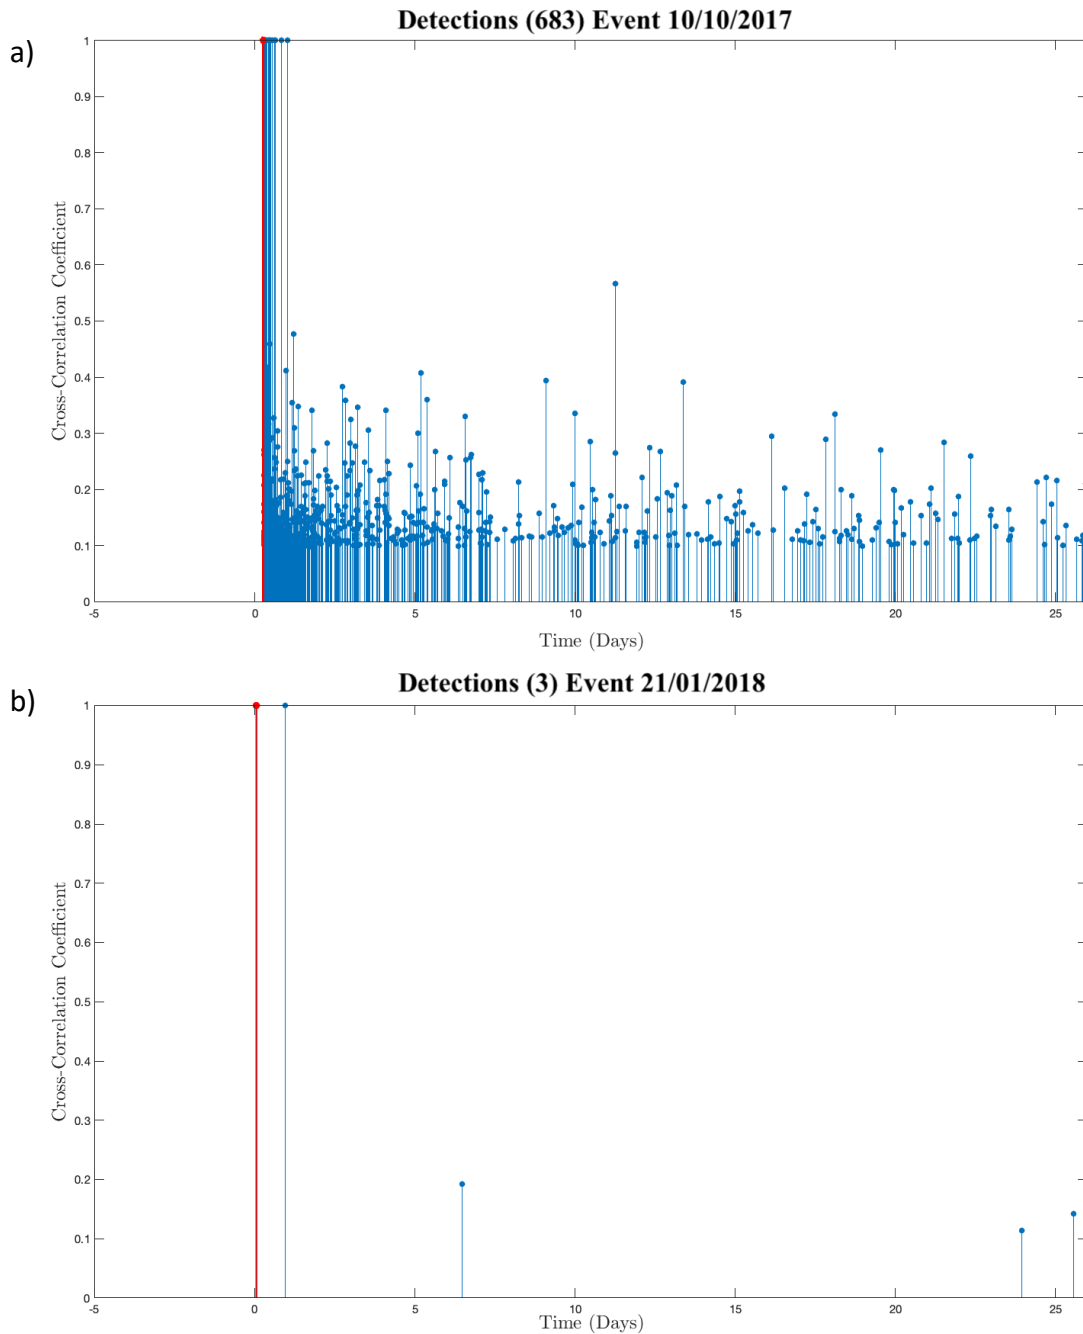 Detections (683) Event 10/10/2017
a)
1
0.9
0.8
0.7
0.6
0.5
0.4
0.3
0.2
0.1
0
Cross-Correlation Coefficient
-5 0 5 10 15 20 25
Time (Days)
Detections (3) Event 21/01/2018
b)
1
0.9
0.8
0.7
0.6
0.5
0.4
0.3
0.2
0.1
0
Cross-Correlation Coefficient
-5 0 5 10 15 20 25
Time (Days)